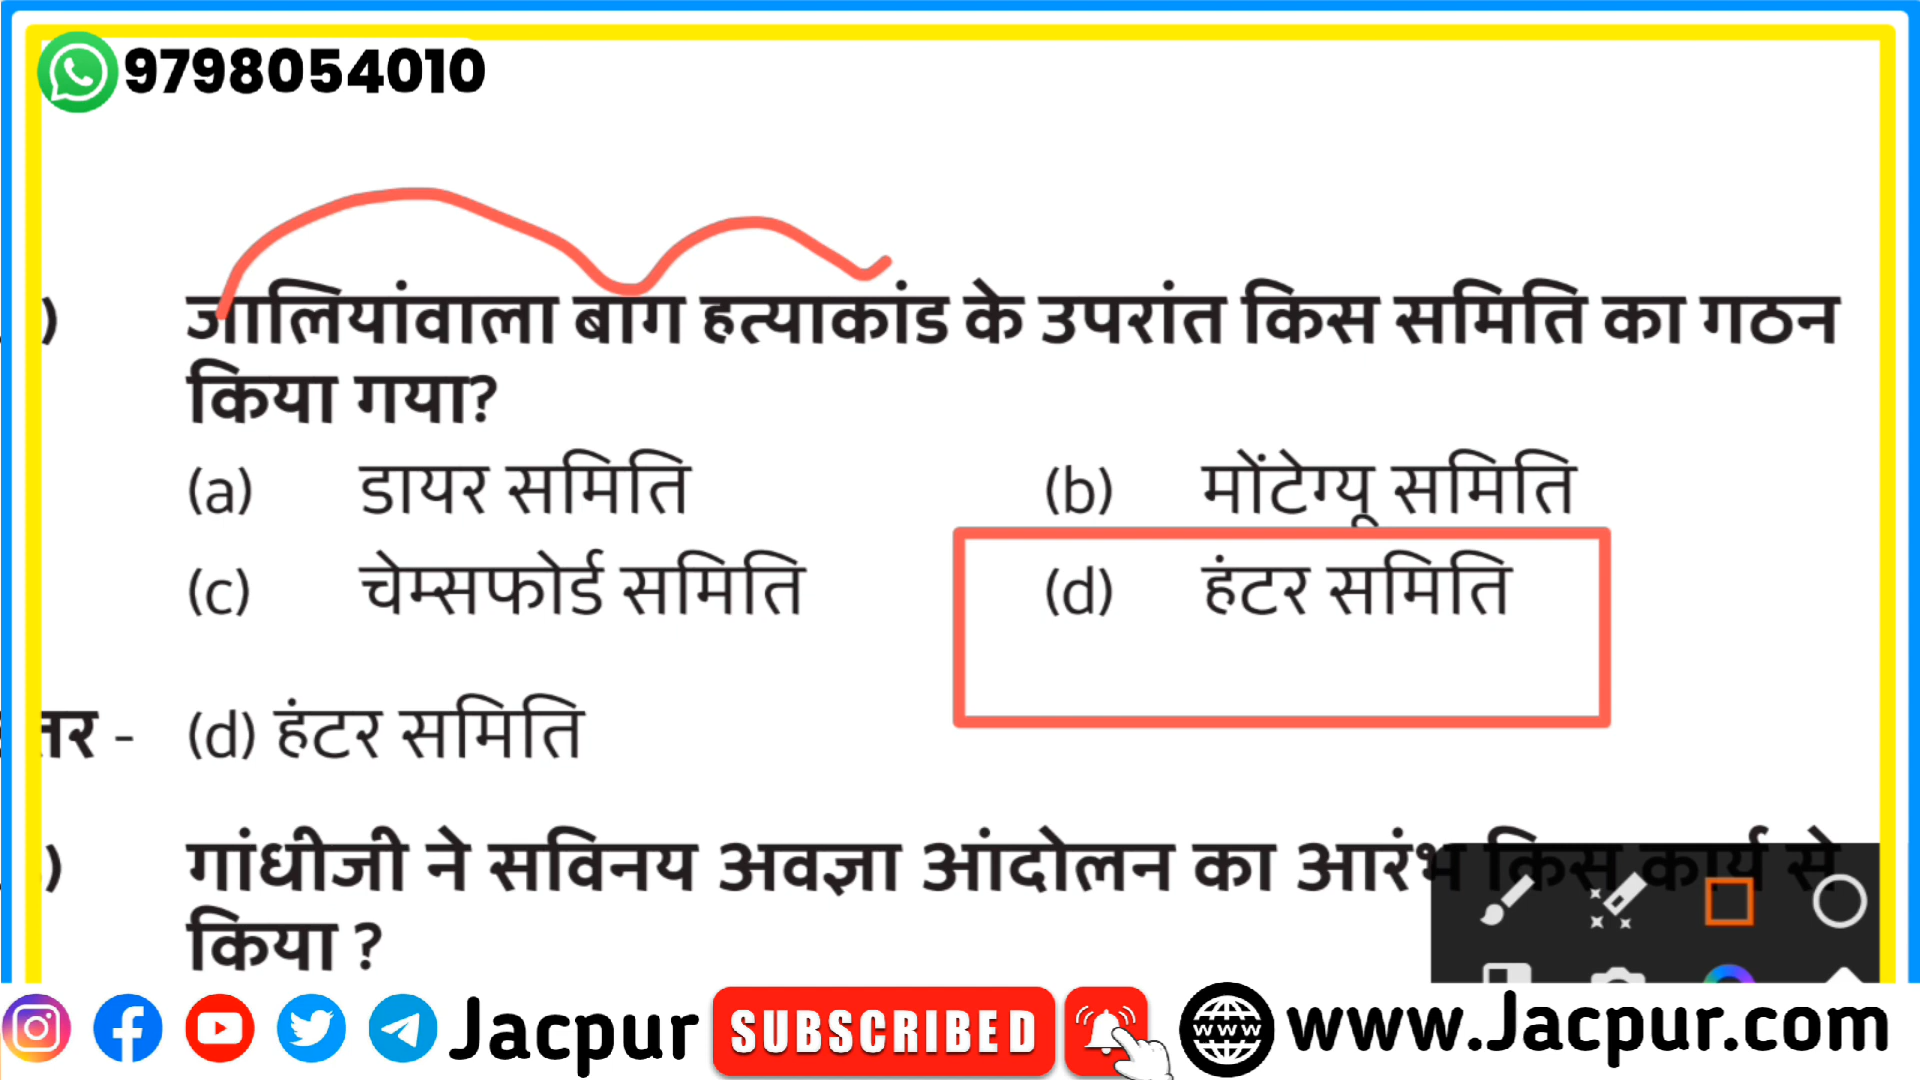 9798054010
) जालियांवाला बाग हत्याकांड के उपरांत किस समिति का गठन
किया गया?
(a) डायर समिति (b) मोंटेग्यू समिति
(c) चेम्सफोर्ड समिति (d) हंटर समिति
तर - (d) हंटर समिति
) गांधीजी ने सविनय अवज्ञा आंदोलन का आरंभ किस कार्य से
किया ?
Jacpur SUBSCRIBED www www.Jacpur.com